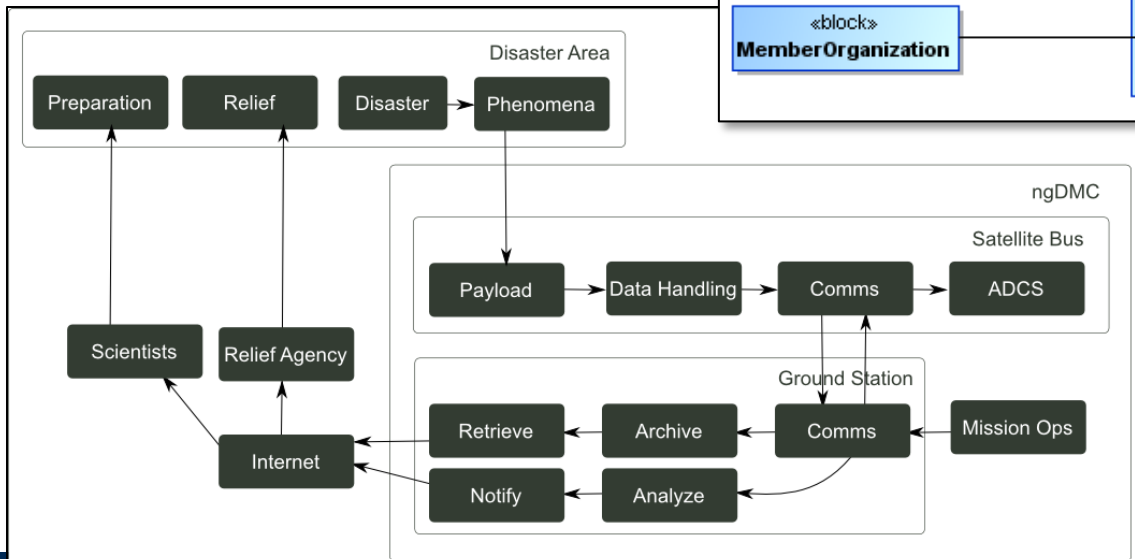 «block»
MemberOrganization
Disaster Area
Preparation
Relief
Disaster
Phenomena
ngDMC
Satellite Bus
Payload
Data Handling
Comms
ADCS
Scientists
Relief Agency
Ground Station
Retrieve
Archive
Comms
Mission Ops
Internet
Notify
Analyze